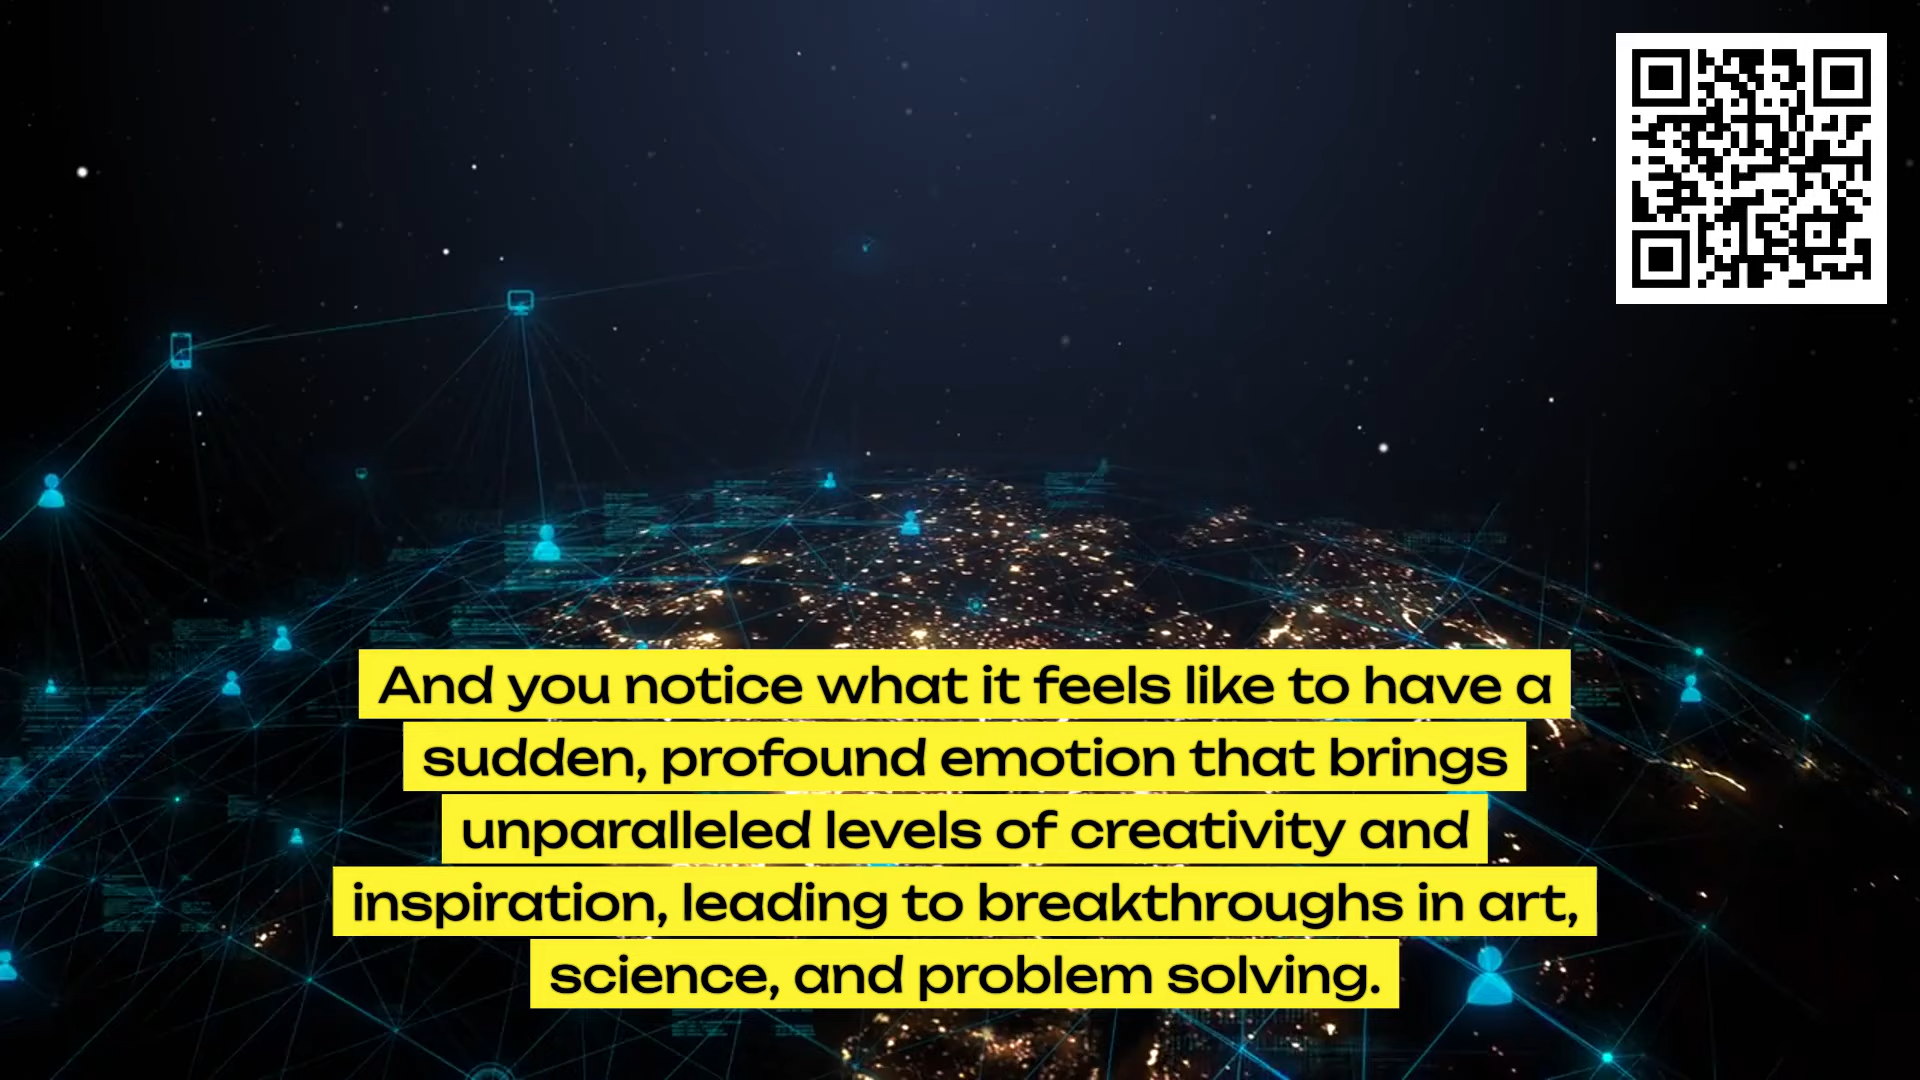 And you notice what it feels like to have a
sudden, profound emotion that brings
unparalleled levels of creativity and
inspiration, leading to breakthroughs in art,
science, and problem solving.